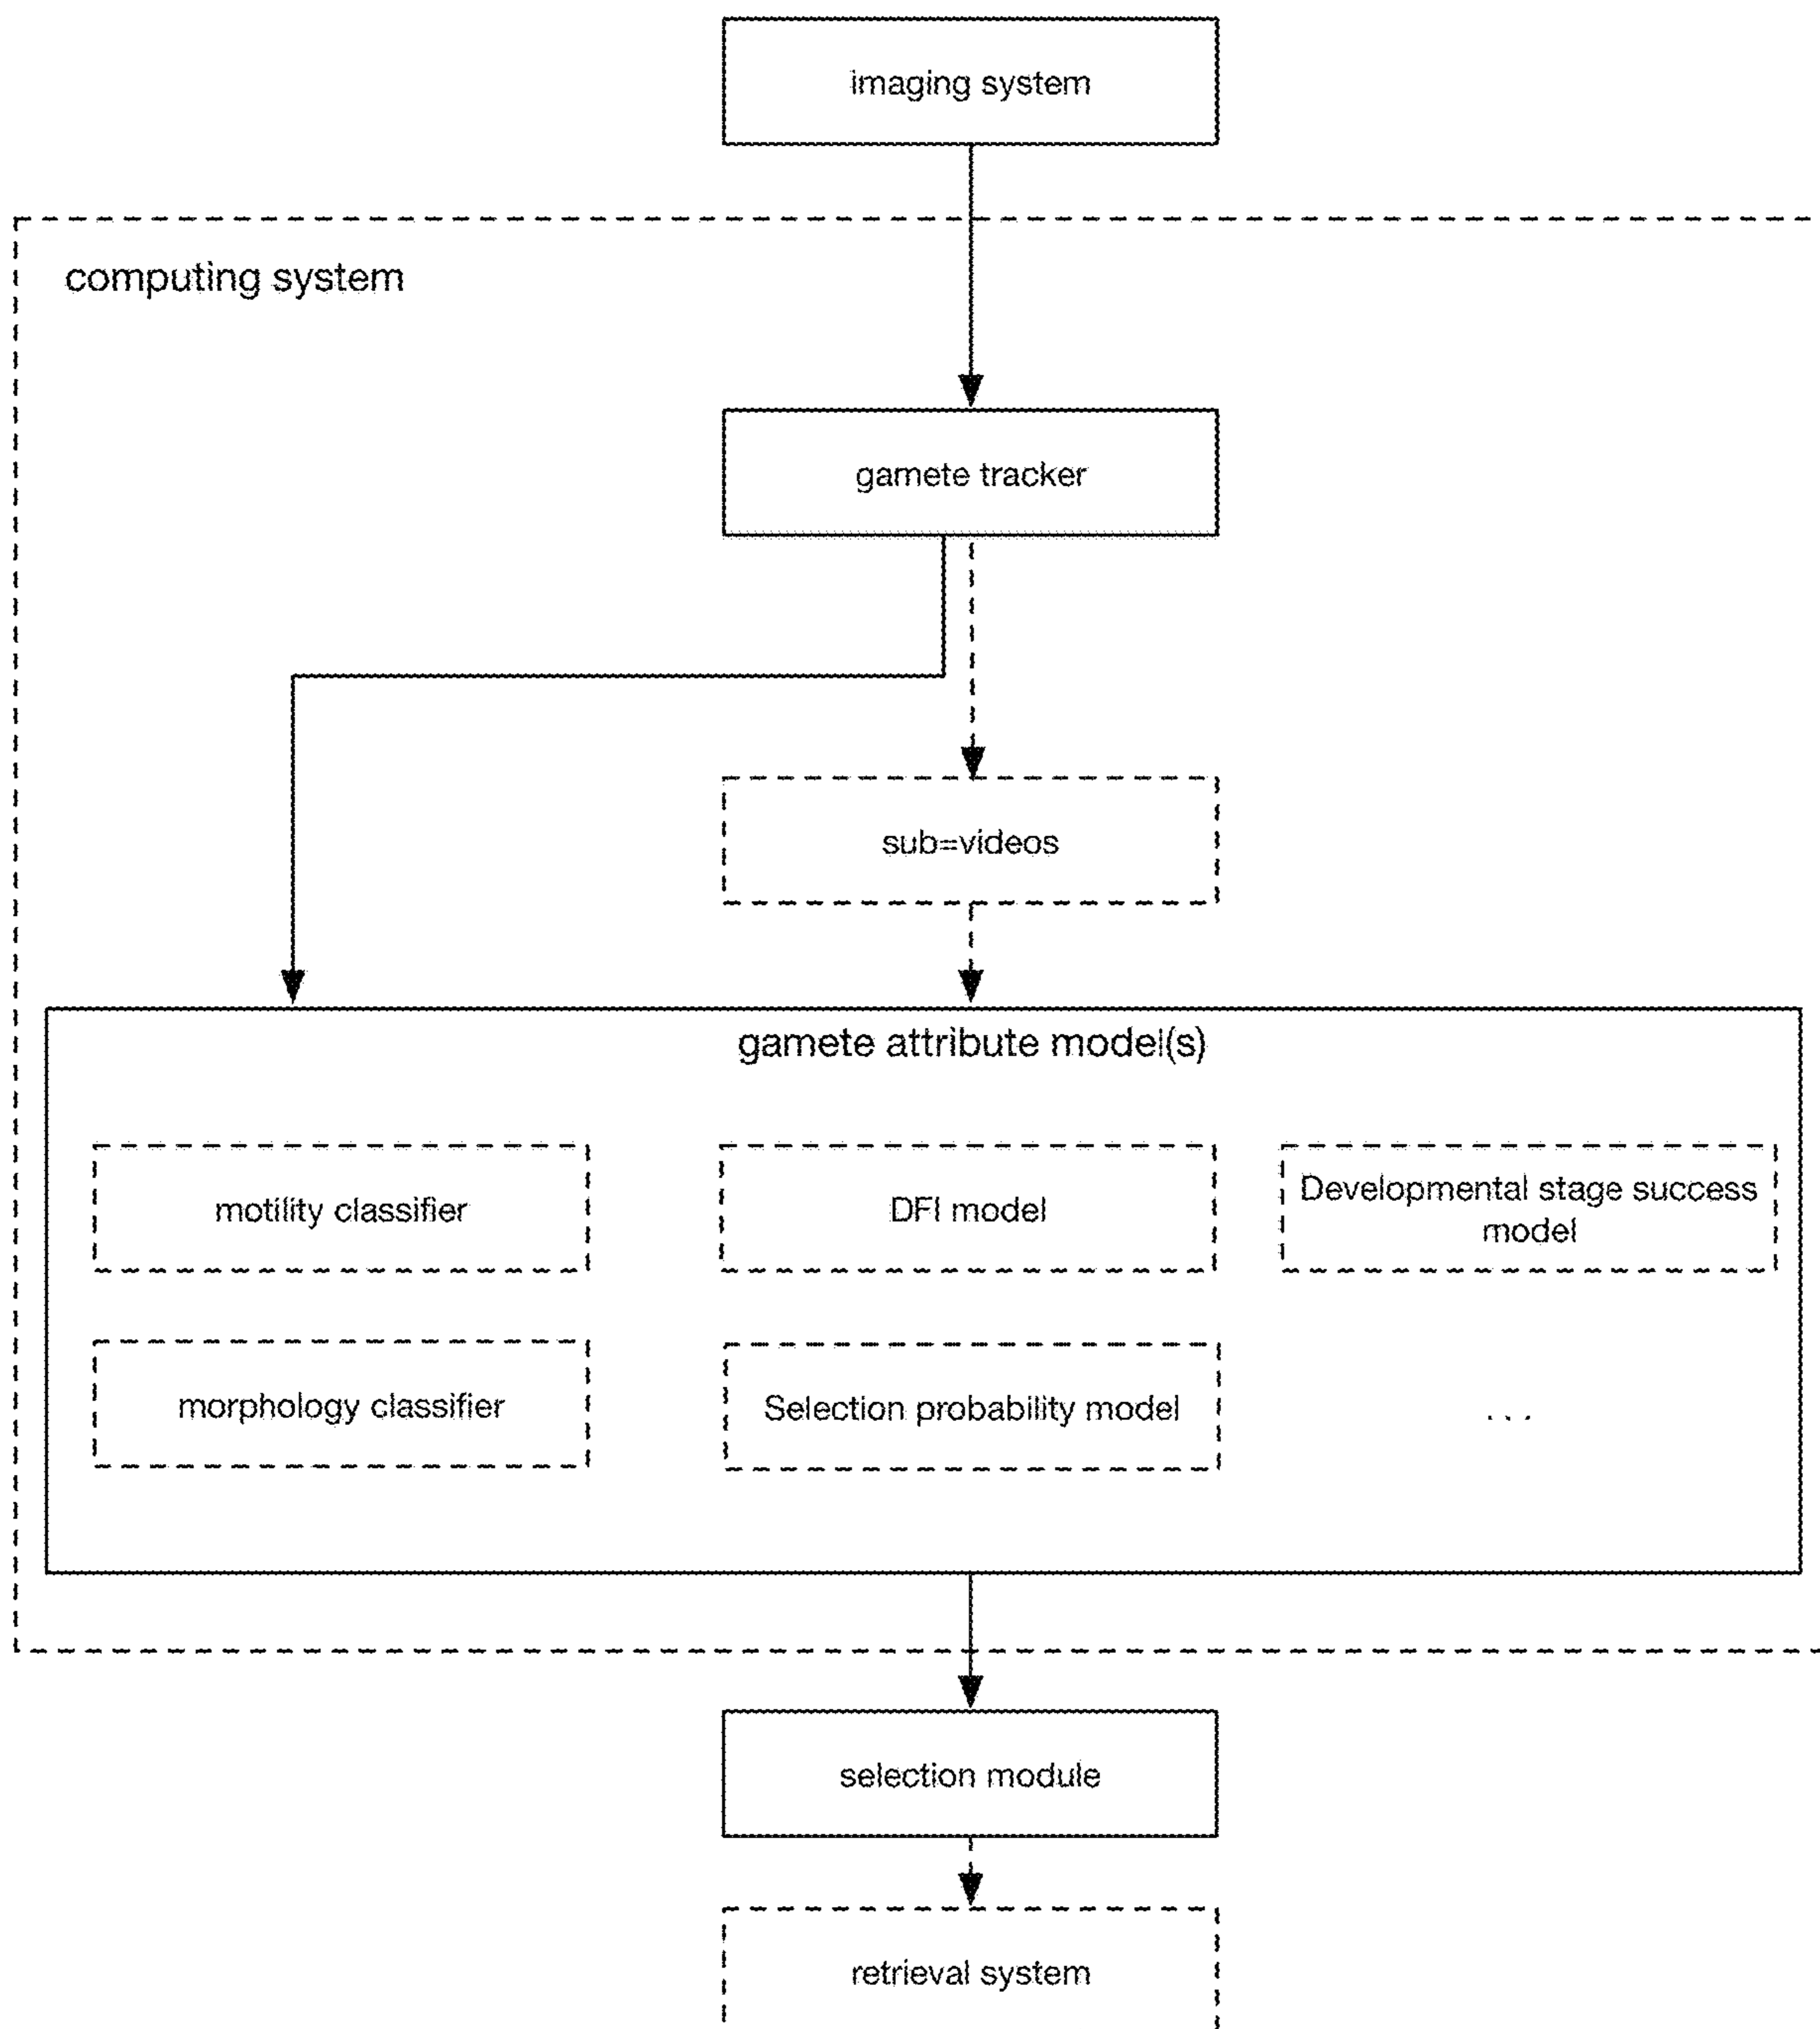 imaging system
computing system
gamete tracker
sub=videos
gamete attribute model(s)
motility classifier
DFI model
Developmental stage success
model
morphology classifier
Selection probability model
...
selection module
retrieval system